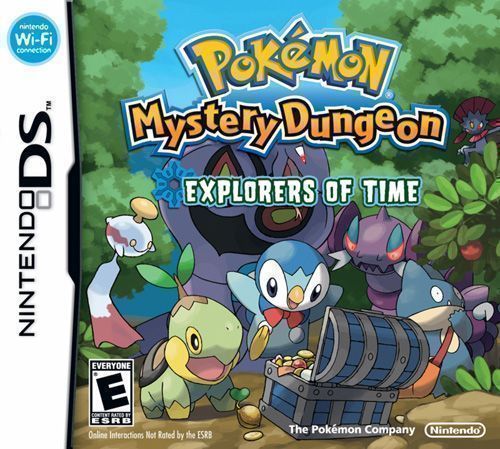 Nintendo
Wi-Fi
CONNECTION
NINTENDO DS™
POKéMON
Mystery Dungeon
EXPLORERS OF TIME
EVERYONE
E
CONTENT RATED BY
ESRB
Online Interactions Not Rated by the ESRB
The Pokémon Company
Nintendo®